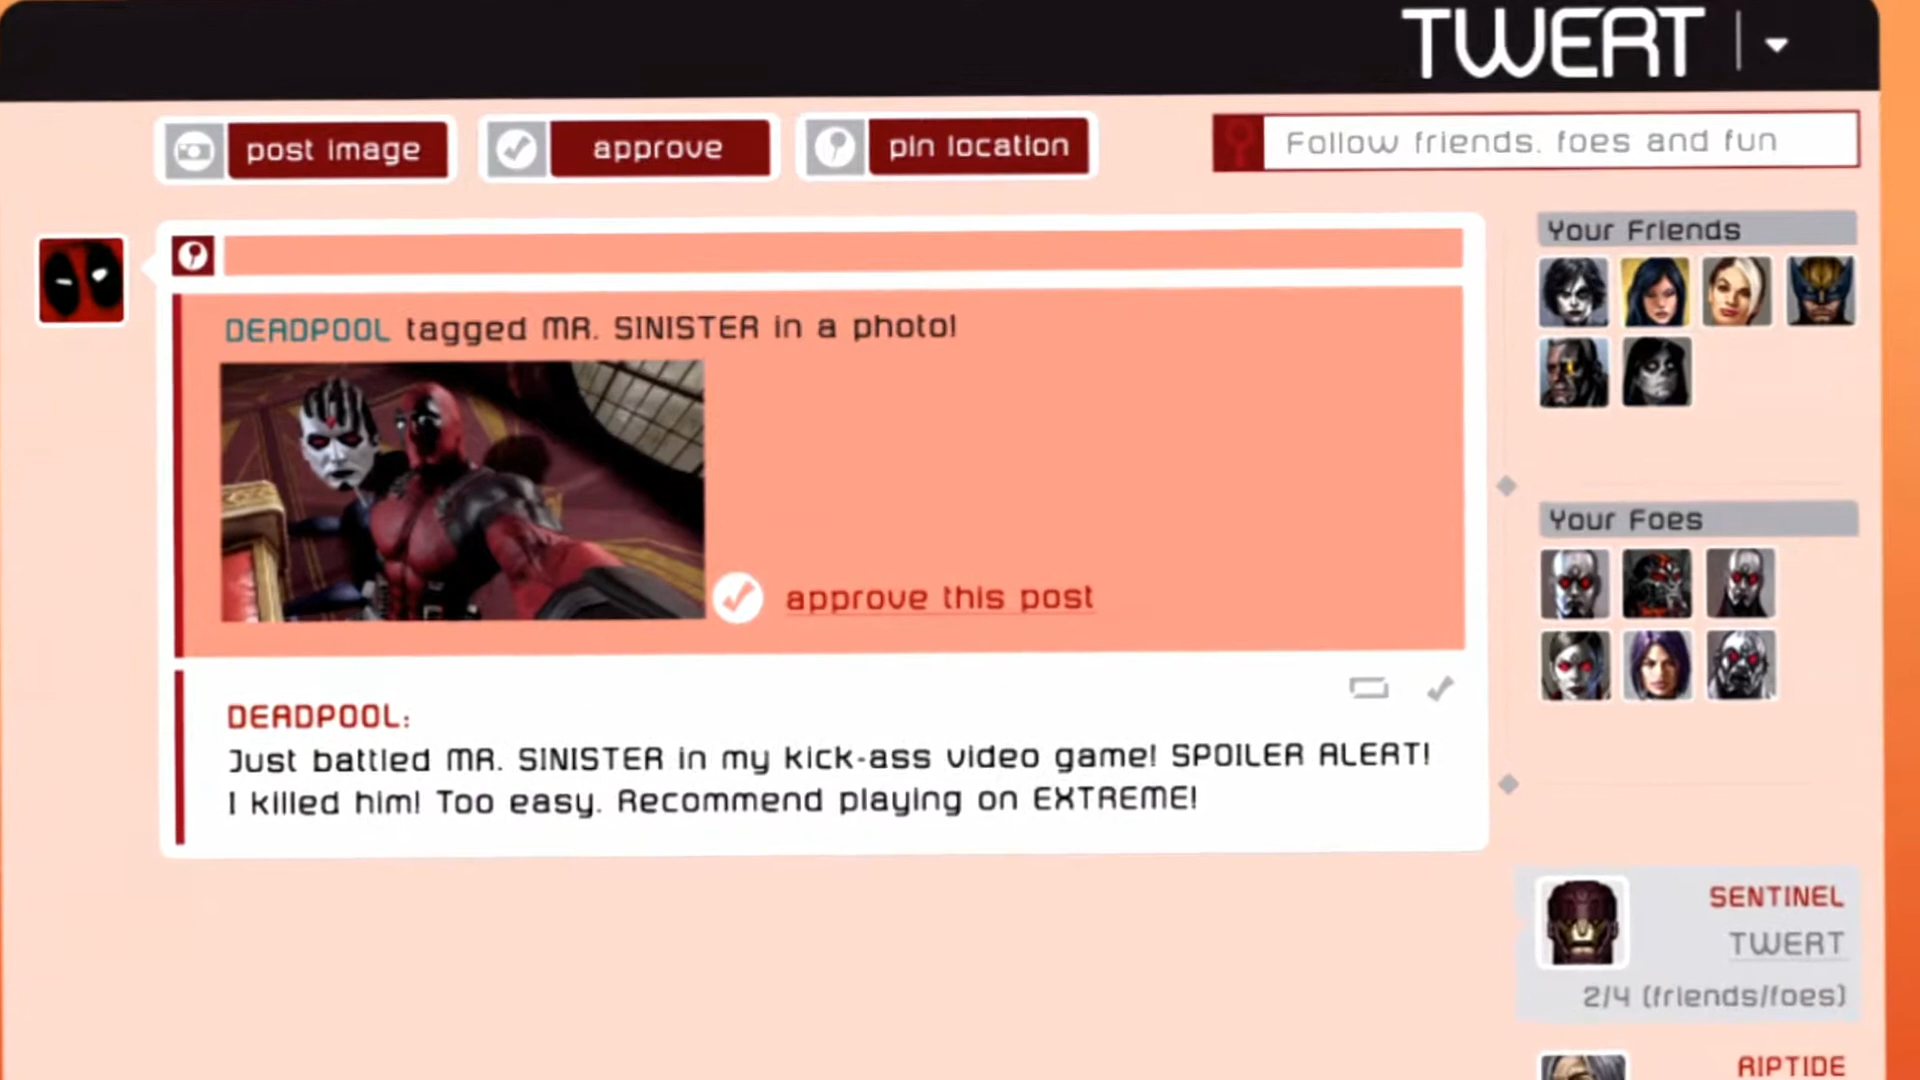 TWERT
post image
approve
pin location
Follow friends, foes and fun
Your Friends
DEADPOOL tagged MR. SINISTER in a photo!
approve this post
Your Foes
DEADPOOL:
Just battled MR. SINISTER in my kick-ass video game! SPOILER ALERT!
I killed him! Too easy. Recommend playing on EXTREME!
SENTINEL
TWERT
2/4 (friends/foes)
RIPTIDE